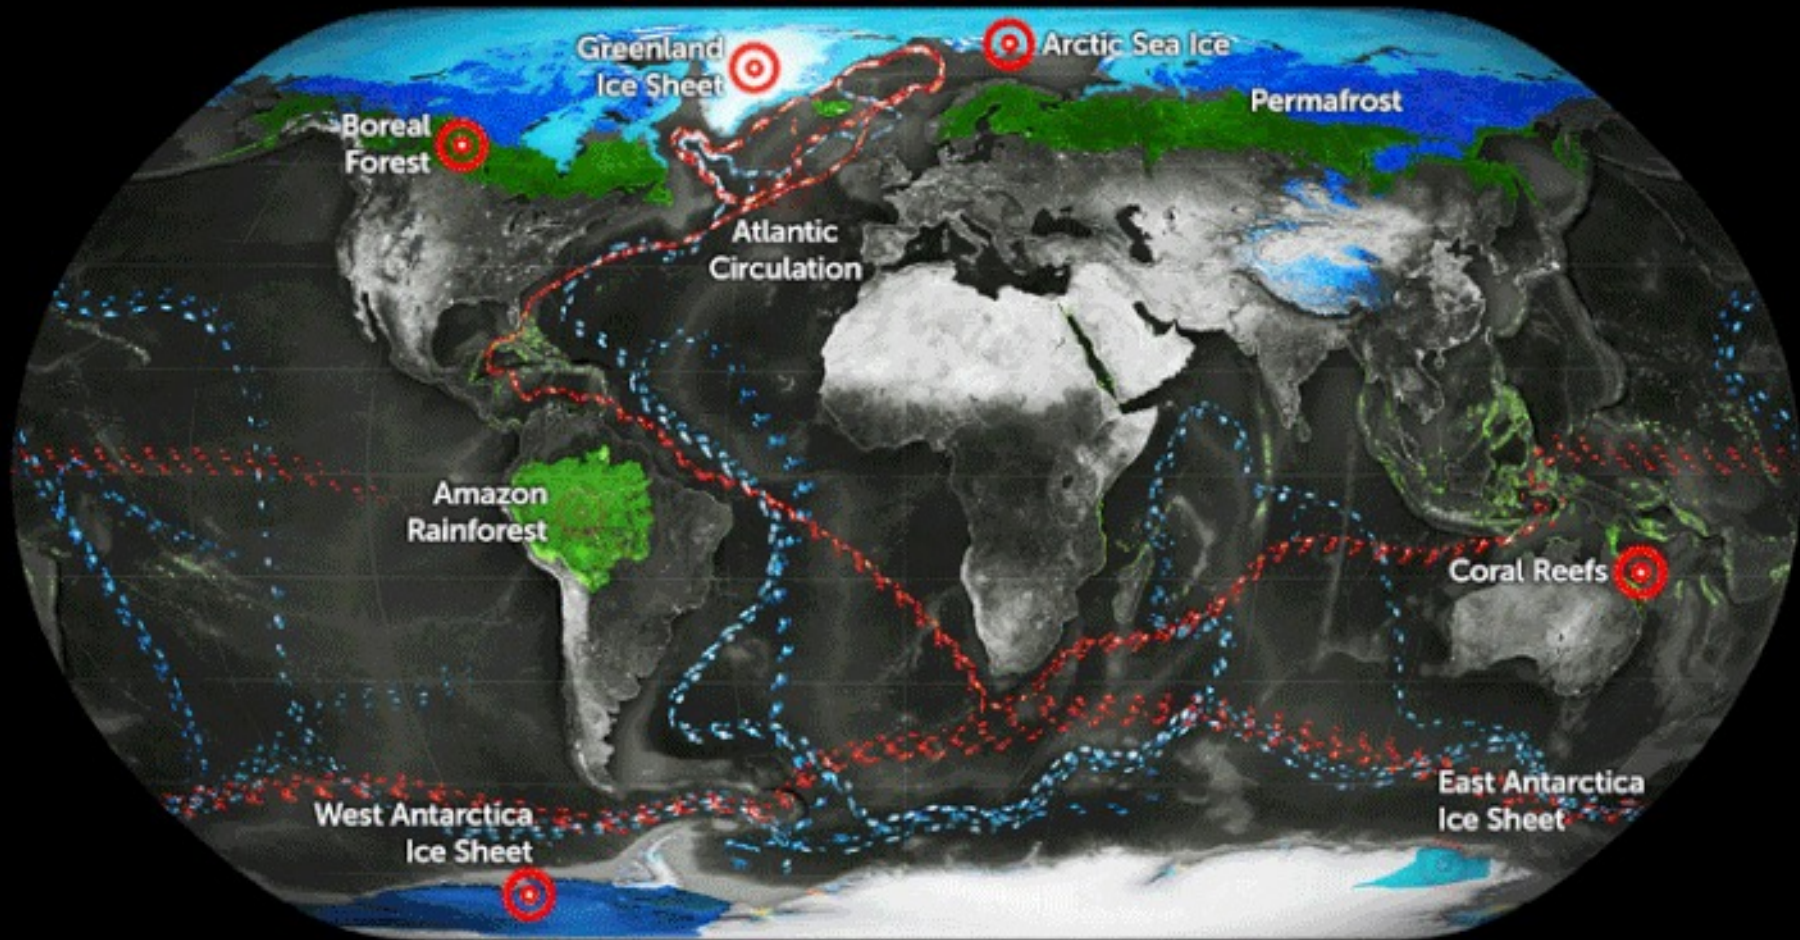 Greenland
Ice Sheet
Arctic Sea Ice
Permafrost
Boreal
Forest
Atlantic
Circulation
Amazon
Rainforest
Coral Reefs
East Antarctica
Ice Sheet
West Antarctica
Ice Sheet